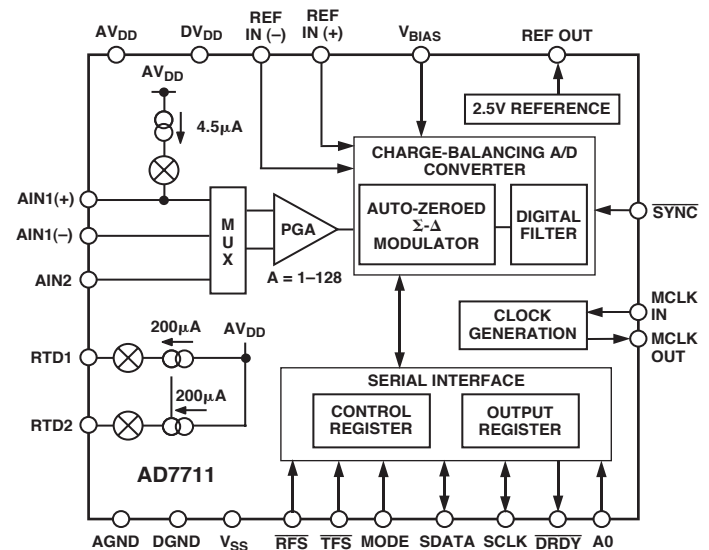 AVDD
DVDD
REF
IN (–)
REF
IN (+)
VBIAS
REF OUT
AVDD
4.5µA
2.5V REFERENCE
CHARGE-BALANCING A/D
CONVERTER
AUTO-ZEROED
Σ-Δ
MODULATOR
DIGITAL
FILTER
AIN1(+)
AIN1(–)
AIN2
M
U
X
PGA
A = 1–128
SYNC
CLOCK
GENERATION
MCLK
IN
MCLK
OUT
RTD1
200µA
AVDD
RTD2
200µA
SERIAL INTERFACE
CONTROL
REGISTER
OUTPUT
REGISTER
AD7711
AGND
DGND
VSS
RFS
TFS
MODE
SDATA
SCLK
DRDY
A0